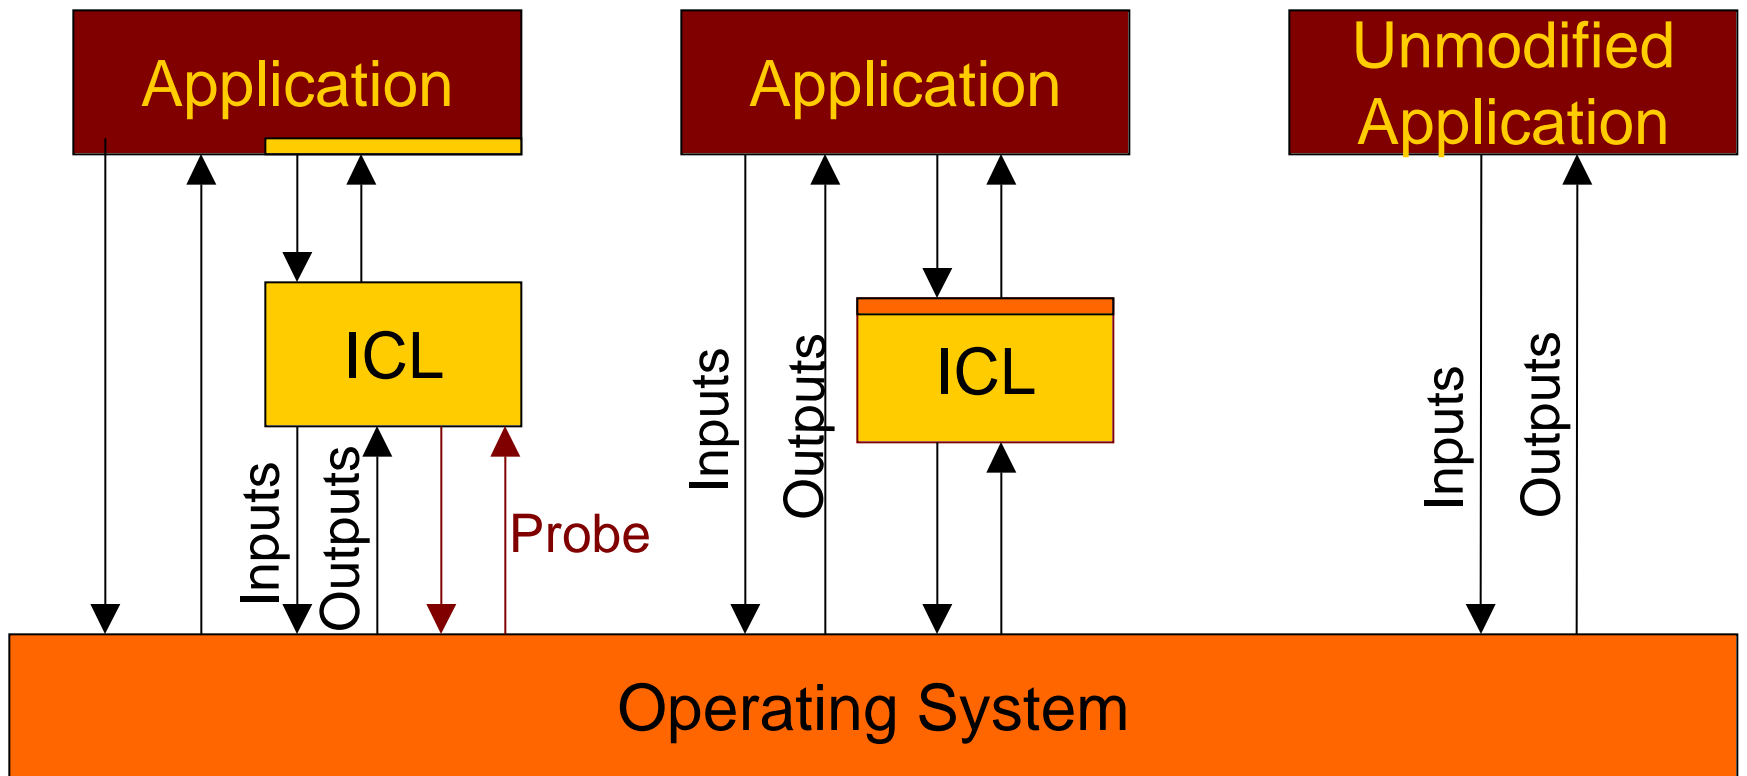 Application
Application
Unmodified
Application
ICL
ICL
Inputs
Outputs
Probe
Inputs
Outputs
Inputs
Outputs
Operating System